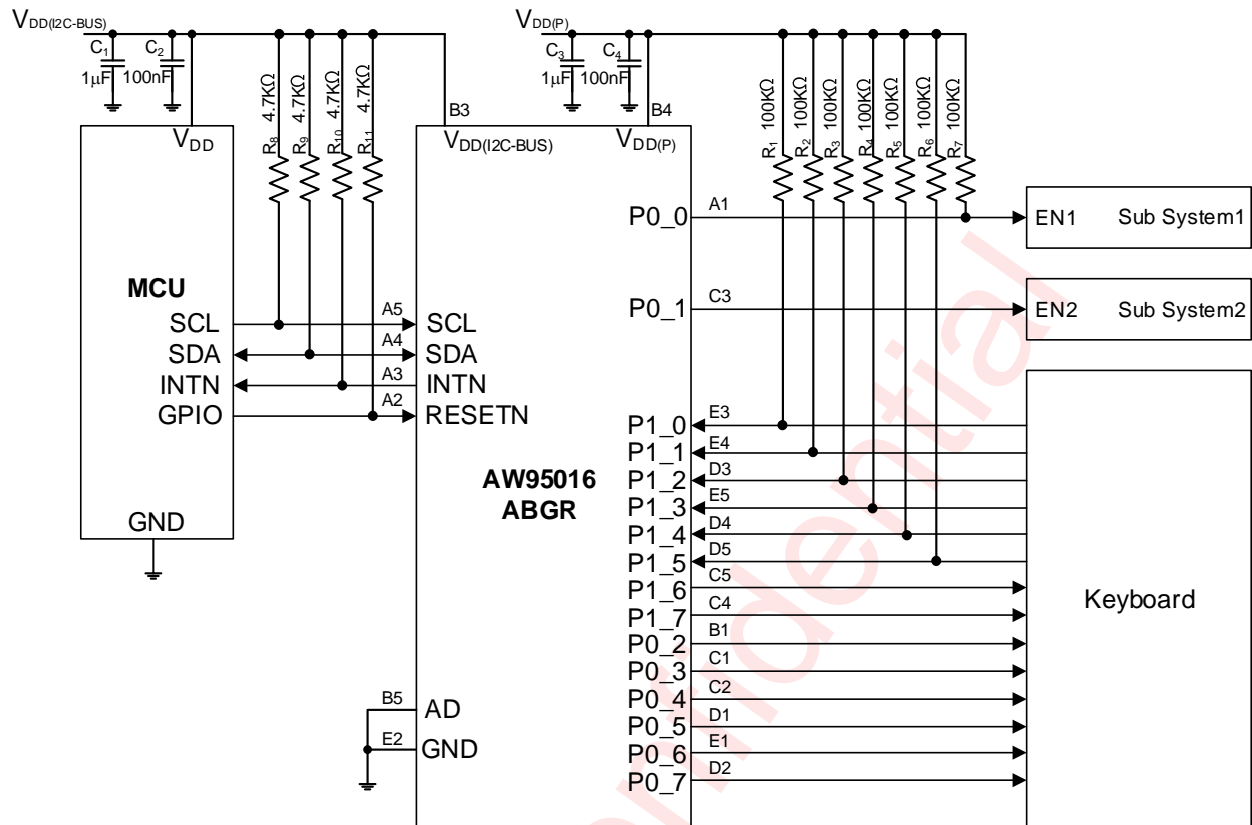 VDD(I2C-BUS)
VDD(P)
C1
1μF
C2
100nF
R8 4.7KΩ
R9 4.7KΩ
R10 4.7KΩ
R11 4.7KΩ
C3
1μF
C4
100nF
R1 100KΩ
R2 100KΩ
R3 100KΩ
R4 100KΩ
R5 100KΩ
R6 100KΩ
R7 100KΩ
B3
B4
VDD
VDD(I2C-BUS)
VDD(P)
MCU
SCL
SDA
INTN
GPIO
GND
A5
A4
A3
A2
SCL
SDA
INTN
RESETN
AW95016
ABGR
B5
AD
E2
GND
P0_0 A1
EN1 Sub System1
P0_1 C3
EN2 Sub System2
P1_0 E3
P1_1 E4
P1_2 D3
P1_3 E5
P1_4 D4
P1_5 D5
P1_6 C5
P1_7 C4
P0_2 B1
P0_3 C1
P0_4 C2
P0_5 D1
P0_6 E1
P0_7 D2
Keyboard
nfidential